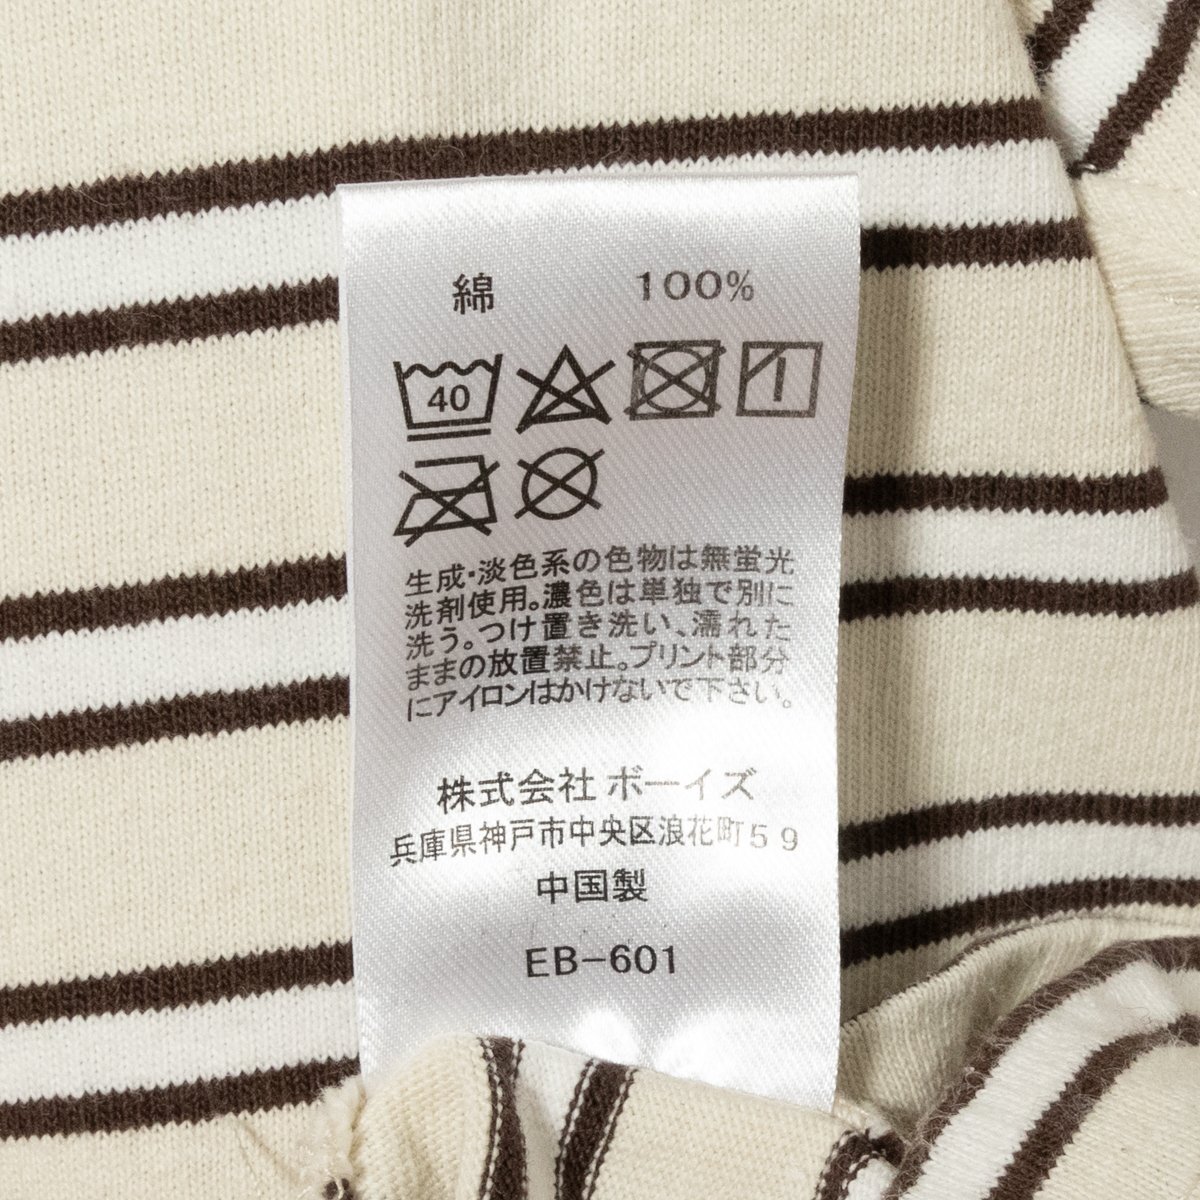 綿 100%
40
生成・淡色系の色物は無蛍光
洗剤使用。濃色は単独で別に
洗う。つけ置き洗い、濡れた
ままの放置禁止。プリント部分
にアイロンはかけないで下さい。
株式会社 ボーイズ
兵庫県神戸市中央区浪花町59
中国製
EB-601